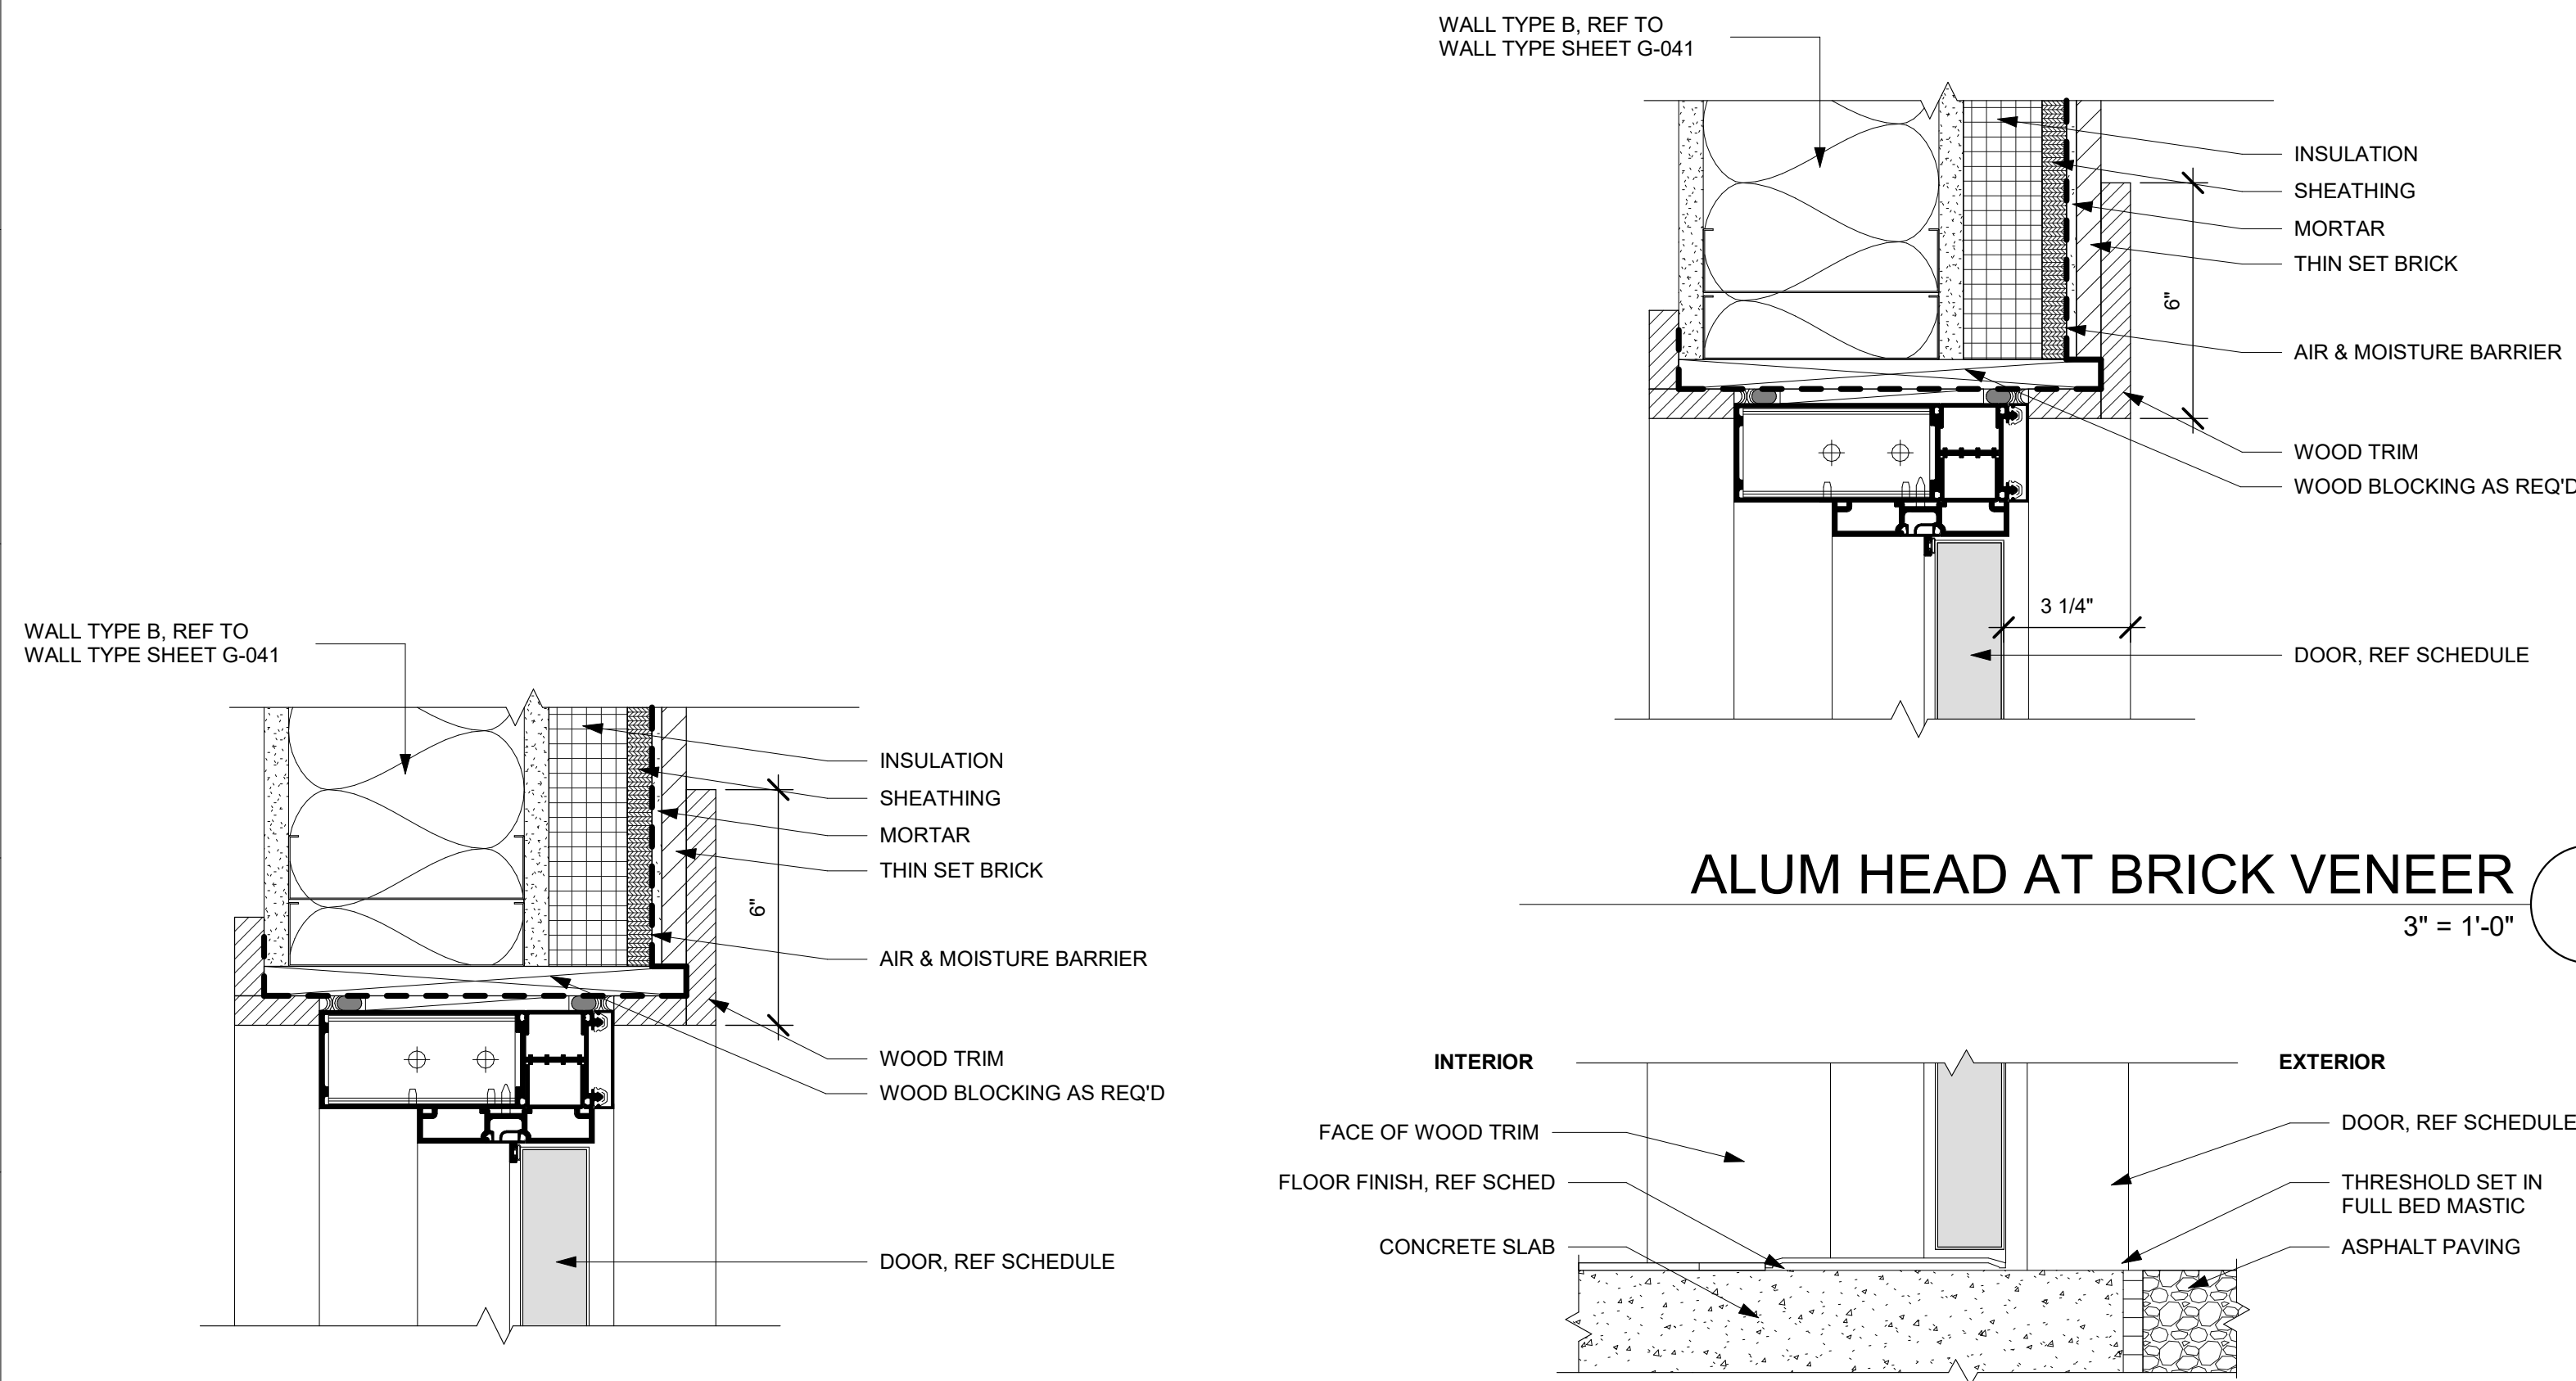 WALL TYPE B, REF TO
WALL TYPE SHEET G-041
INSULATION
SHEATHING
MORTAR
THIN SET BRICK
6"
AIR & MOISTURE BARRIER
WOOD TRIM
WOOD BLOCKING AS REQ'D
3 1/4"
DOOR, REF SCHEDULE
ALUM HEAD AT BRICK VENEER
3" = 1'-0"
WALL TYPE B, REF TO
WALL TYPE SHEET G-041
INSULATION
SHEATHING
MORTAR
THIN SET BRICK
6"
AIR & MOISTURE BARRIER
WOOD TRIM
WOOD BLOCKING AS REQ'D
DOOR, REF SCHEDULE
INTERIOR
EXTERIOR
FACE OF WOOD TRIM
FLOOR FINISH, REF SCHED
CONCRETE SLAB
DOOR, REF SCHEDULE
THRESHOLD SET IN
FULL BED MASTIC
ASPHALT PAVING